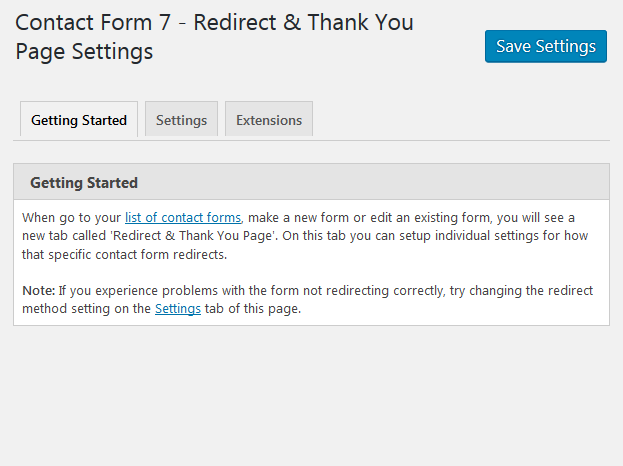 Contact Form 7 - Redirect & Thank You
Page Settings
Save Settings
Getting Started
Settings
Extensions
Getting Started
When go to your list of contact forms, make a new form or edit an existing form, you will see a
new tab called 'Redirect & Thank You Page'. On this tab you can setup individual settings for how
that specific contact form redirects.
Note: If you experience problems with the form not redirecting correctly, try changing the redirect
method setting on the Settings tab of this page.